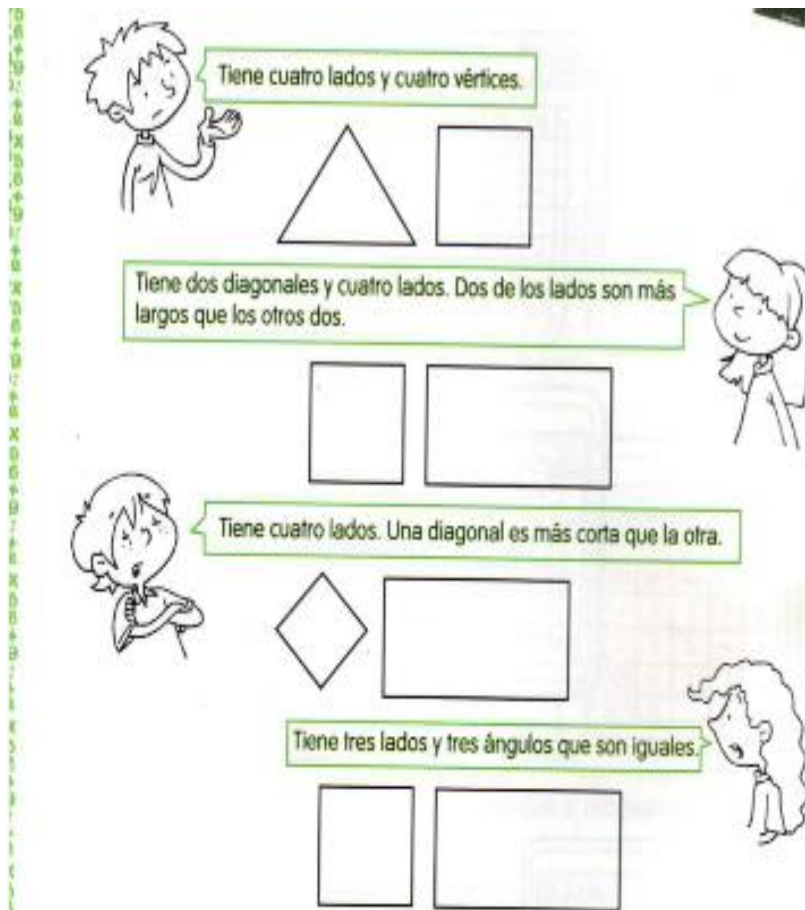 Tiene cuatro lados y cuatro vértices.
Tiene dos diagonales y cuatro lados. Dos de los lados son más
largos que los otros dos.
Tiene cuatro lados. Una diagonal es más corta que la otra.
Tiene tres lados y tres ángulos que son iguales.